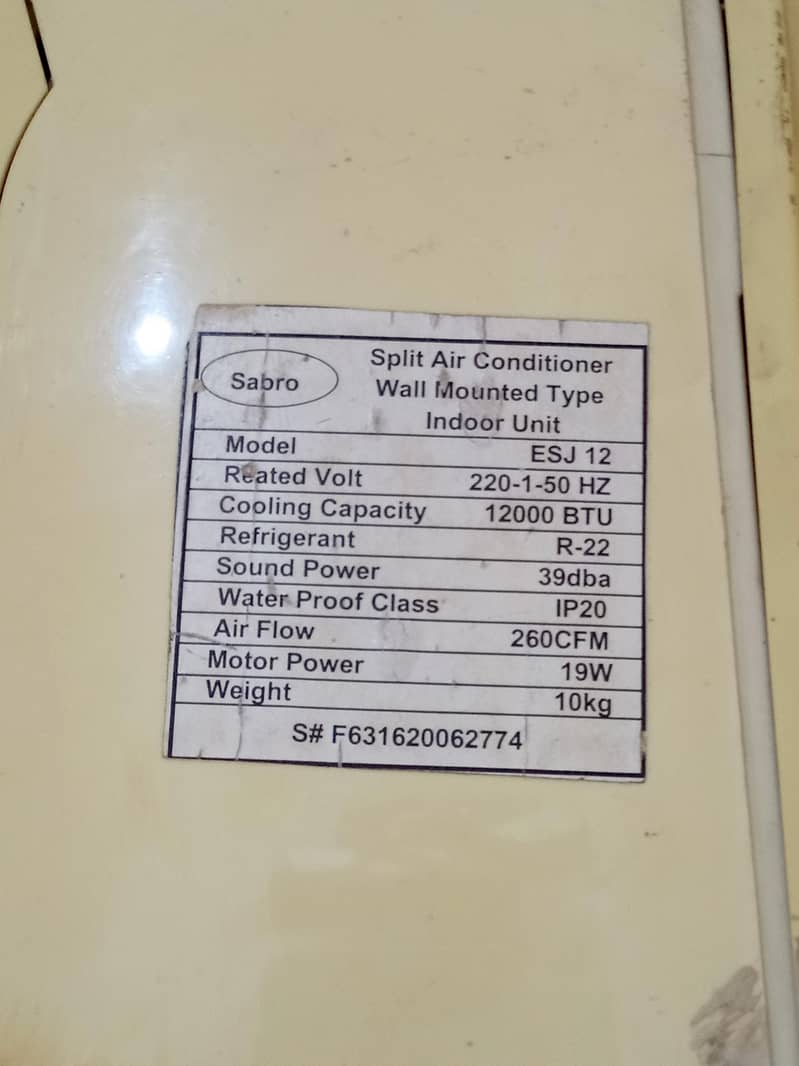 Sabro
Split Air Conditioner
Wall Mounted Type
Indoor Unit
Model ESJ 12
Reated Volt 220-1-50 HZ
Cooling Capacity 12000 BTU
Refrigerant R-22
Sound Power 39dba
Water Proof Class IP20
Air Flow 260CFM
Motor Power 19W
Weight 10kg
S# F631620062774